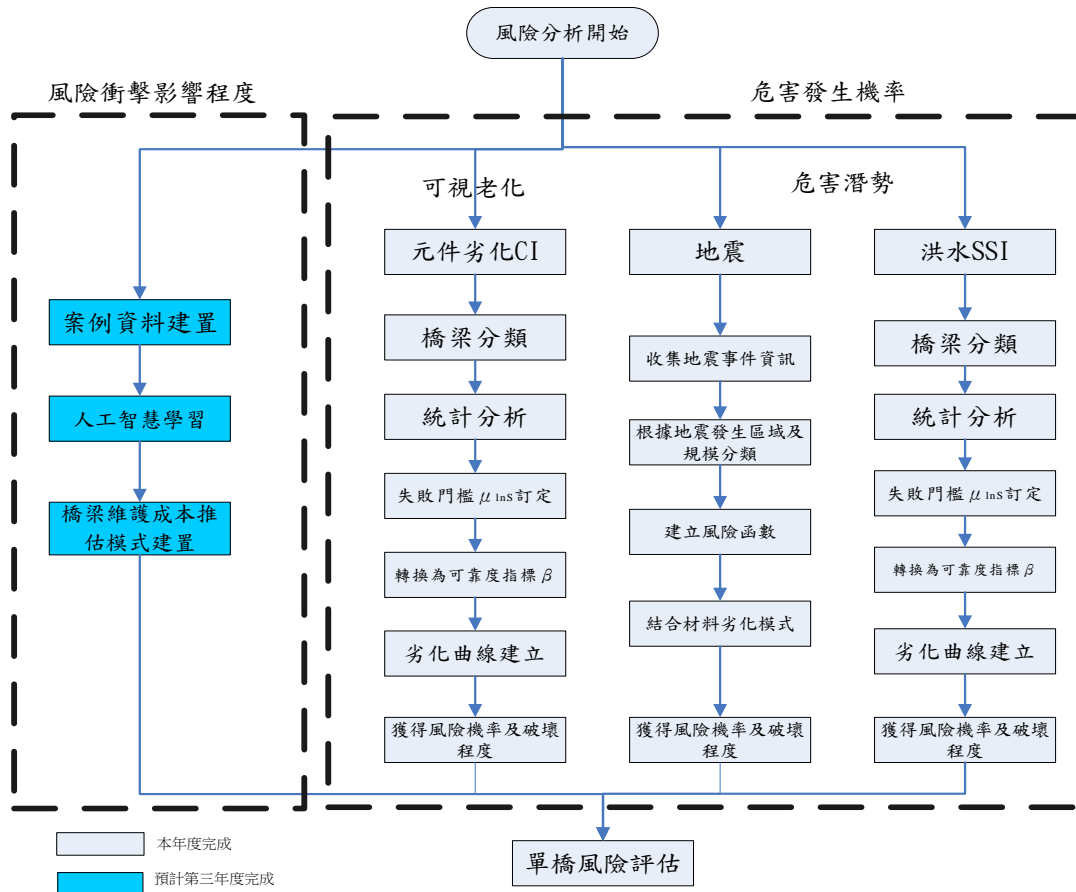 風險分析開始
風險衝擊影響程度
危害發生機率
可視老化
危害潛勢
案例資料建置
人工智慧學習
橋梁維護成本推
估模式建置
元件劣化CI
橋梁分類
統計分析
失敗門檻μlns訂定
轉換為可靠度指標β
劣化曲線建立
獲得風險機率及破壞
程度
地震
收集地震事件資訊
根據地震發生區域及
規模分類
建立風險函數
結合材料劣化模式
獲得風險機率及破壞
程度
洪水SSI
橋梁分類
統計分析
失敗門檻μlns訂定
轉換為可靠度指標β
劣化曲線建立
獲得風險機率及破壞
程度
單橋風險評估
本年度完成
預計第三年度完成